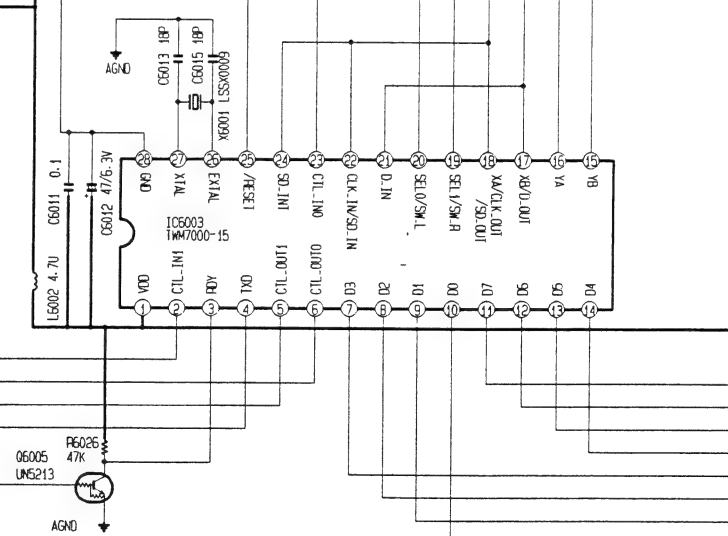 AGND
C6013 18P
C6015 18P
X6001 LSSX0009
C6011 0.1
C6012 47/6.3V
L6002 4.7U
28 27 26 25 24 23 22 21 20 19 18 17 16 15
GND
XTAL
EXTAL
/RESET
SD_INT
CTL_IN0
CLK_IN/SD_IN
D_IN
SEL0/SW_L
SEL1/SW_R
XA/CLK_OUT
/SD_OUT
XB/D_OUT
YA
YB
IC6003
TWM7000-15
VDD
CTL_IN1
RDY
TXD
CTL_OUT1
CTL_OUT0
D3
D2
D1
D0
D7
D6
D5
D4
1 2 3 4 5 6 7 8 9 10 11 12 13 14
R6026
47K
Q6005
UN5213
AGND